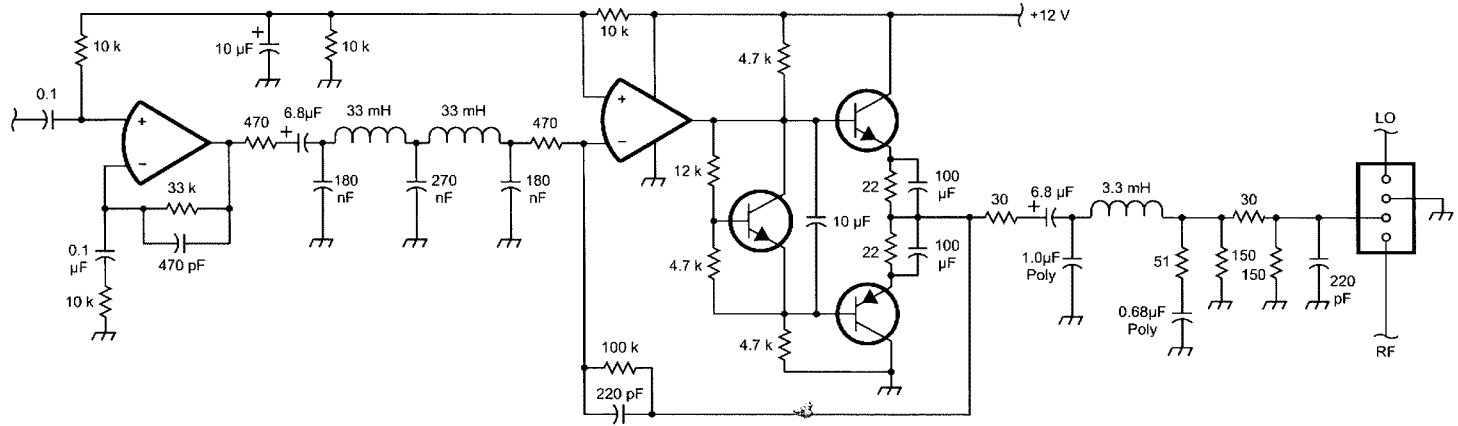 10 k
10 µF
+
10 k
10 k
+12 V
4.7 k
0.1
+
−
470
6.8µF
+
33 mH
33 mH
470
+
−
180
nF
270
nF
180
nF
33 k
470 pF
0.1
µF
10 k
12 k
4.7 k
10 µF
22
100
µF
22
100
µF
4.7 k
100 k
220 pF
30
6.8 µF
+
3.3 mH
1.0µF
Poly
51
0.68µF
Poly
150
150
30
220
pF
LO
RF